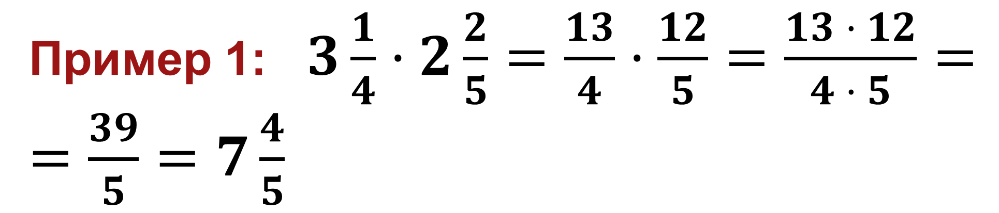 Пример 1: 3 1/4 · 2 2/5 = 13/4 · 12/5 = 13 · 12/4 · 5 =
= 39/5 = 7 4/5